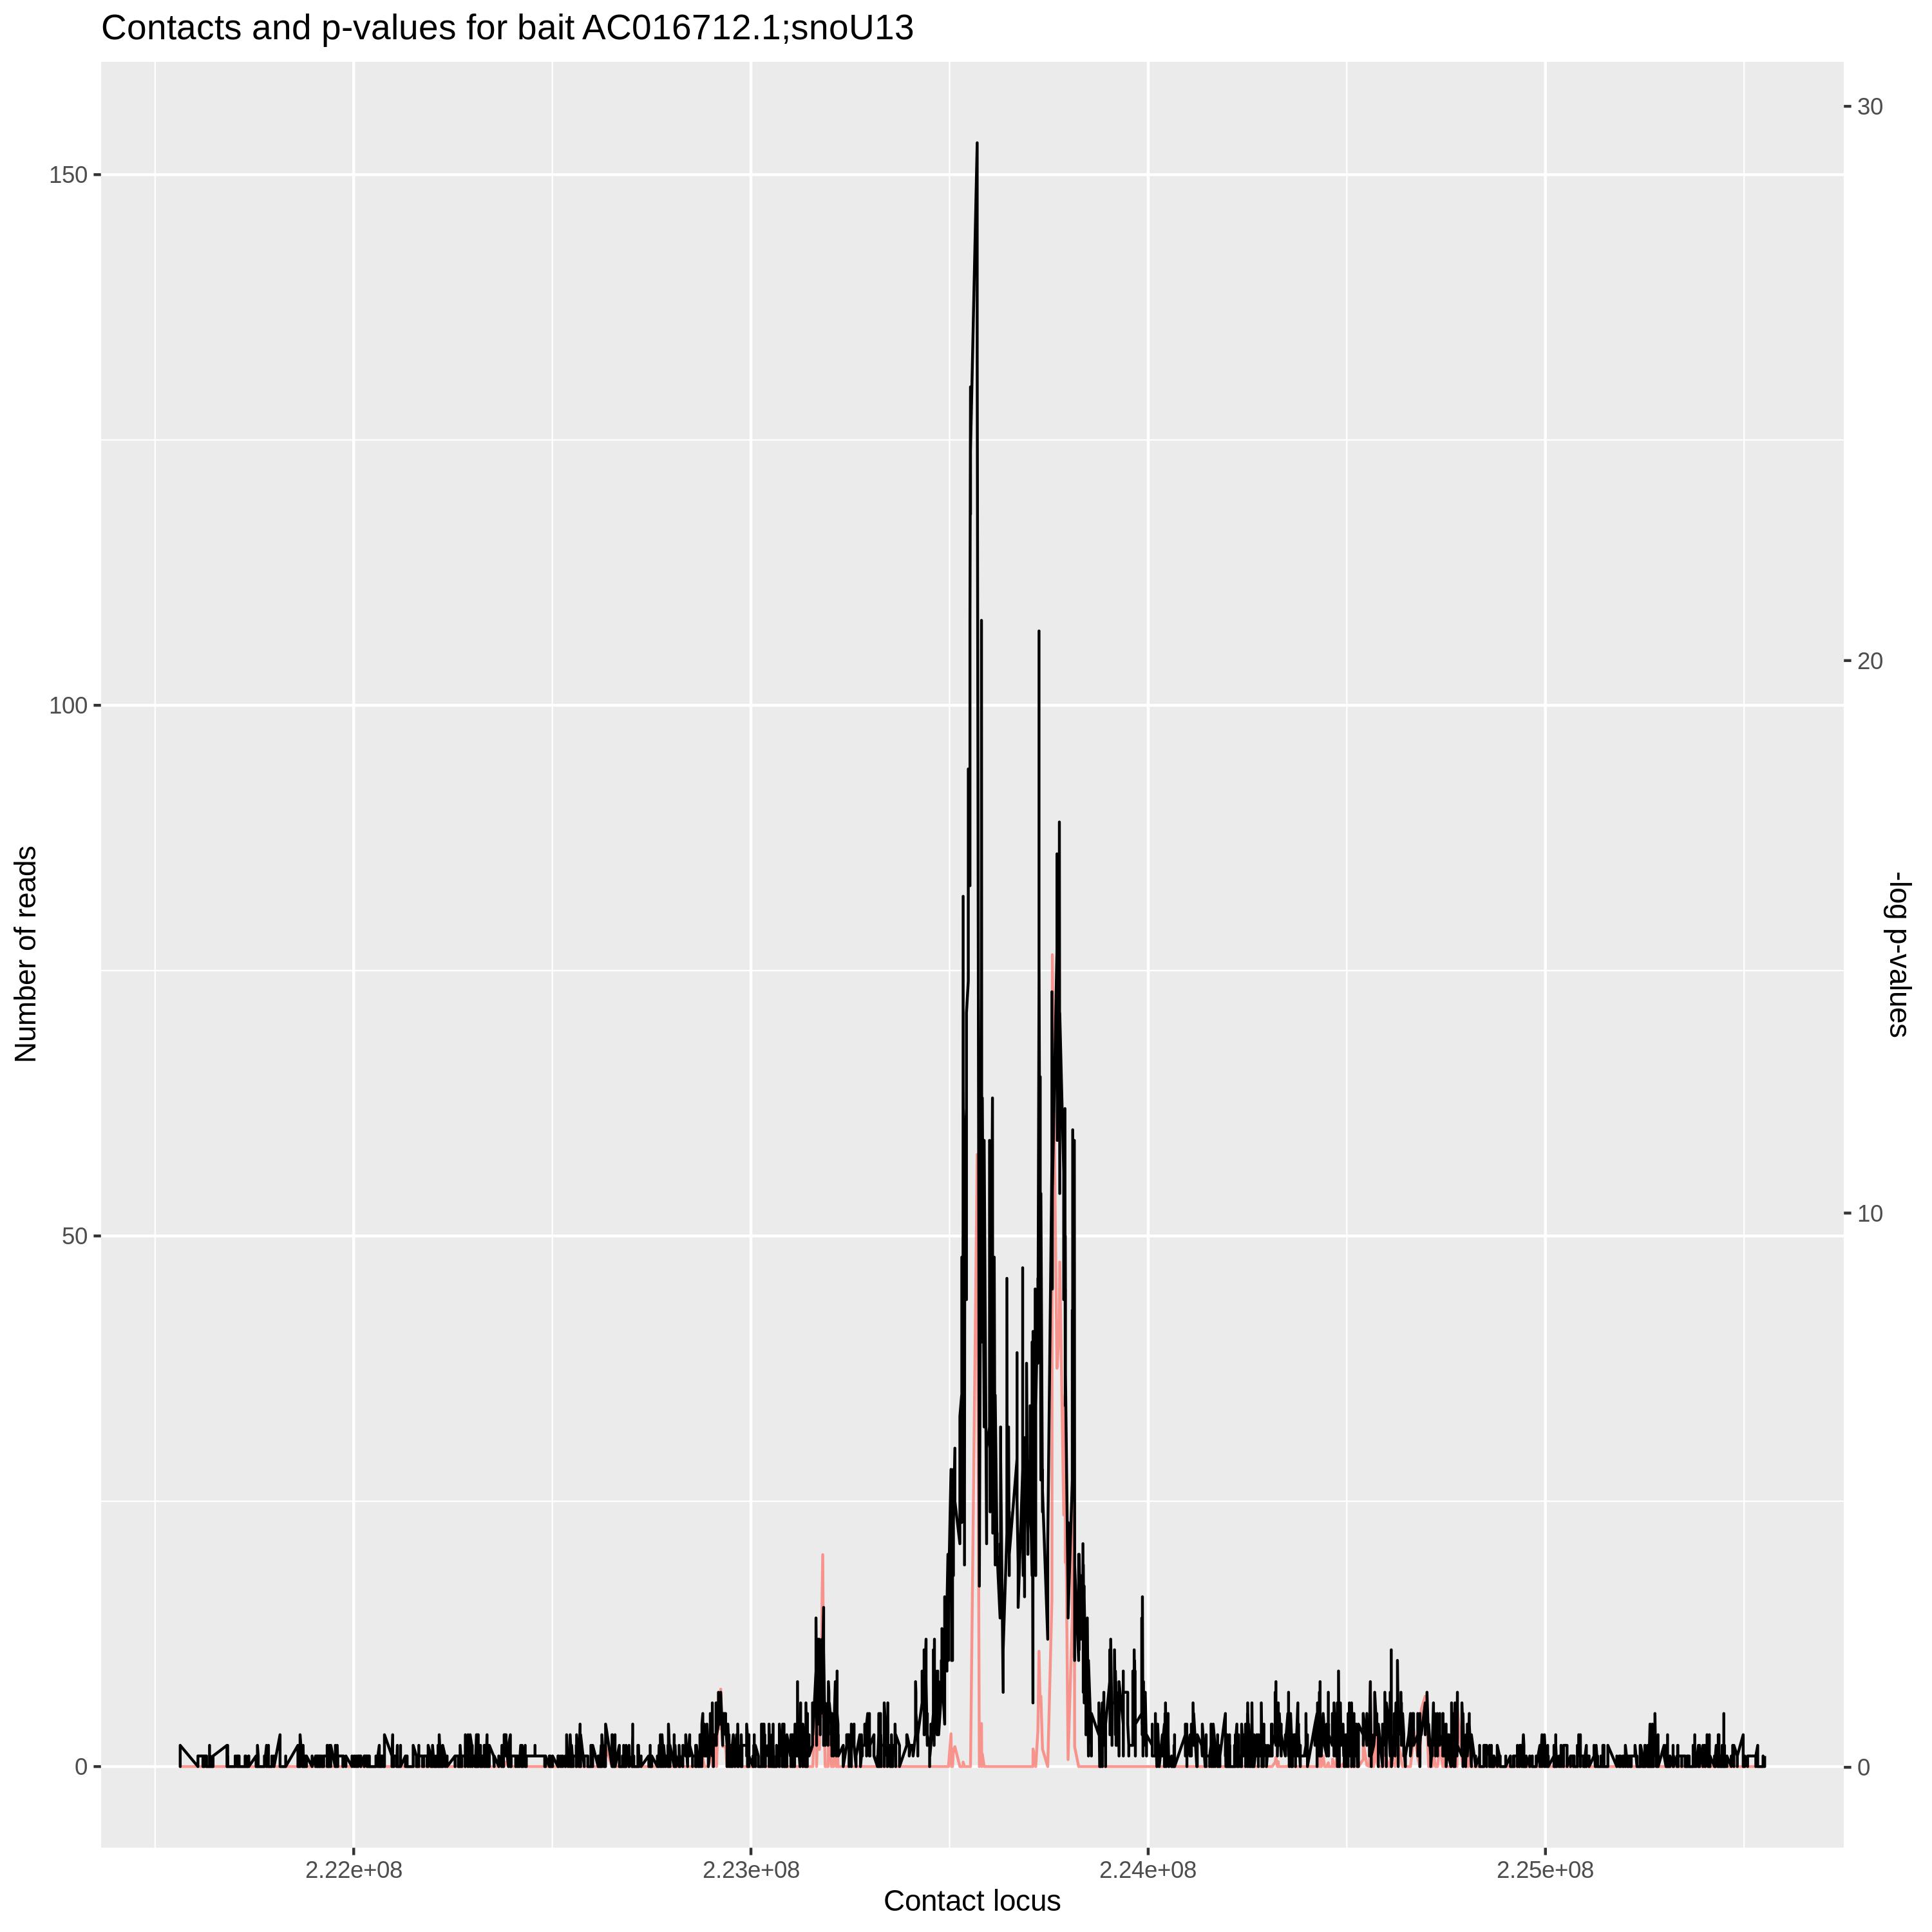 Contacts and p-values for bait AC016712.1;snoU13
150
100
50
0
Number of reads
30
20
10
0
-log p-values
2.22e+08
2.23e+08
2.24e+08
2.25e+08
Contact locus